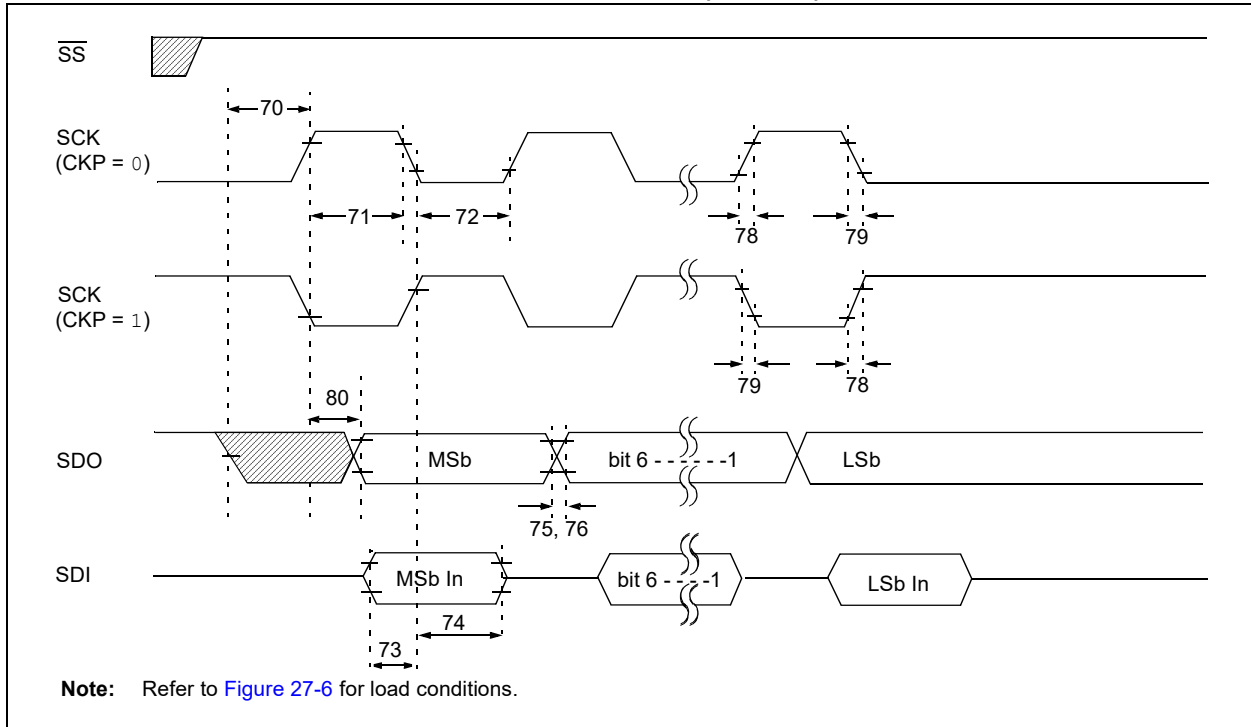 SS
70
SCK
(CKP = 0)
71
72
78
79
SCK
(CKP = 1)
79
78
80
SDO
MSb
bit 6 - - - - - - -1
LSb
75, 76
SDI
MSb In
bit 6 - - - - -1
LSb In
74
73
Note: Refer to Figure 27-6 for load conditions.